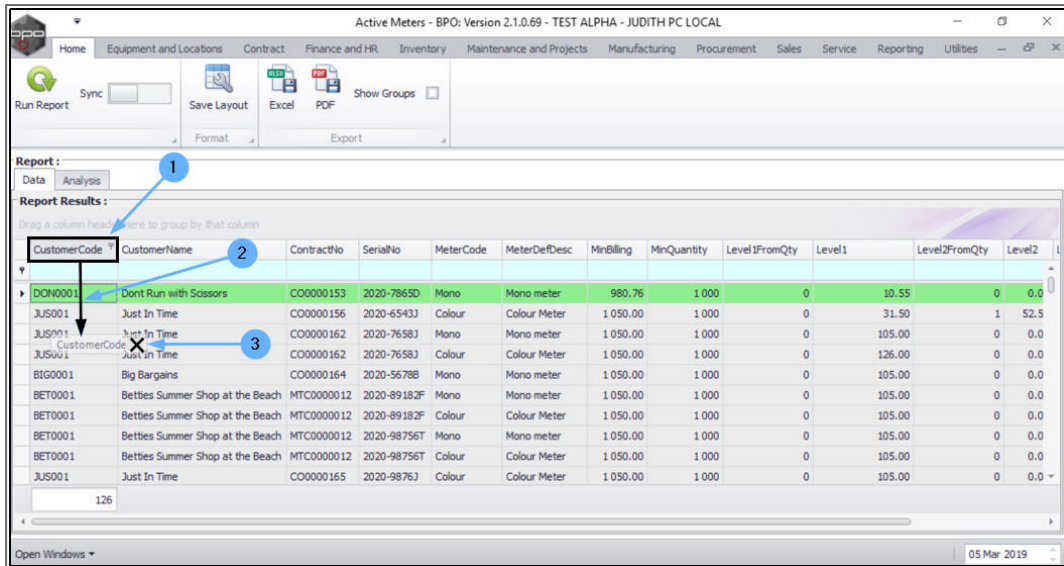 Active Meters - BPO: Version 2.1.0.69 - TEST ALPHA - JUDITH PC LOCAL
bpo
Home Equipment and Locations Contract Finance and HR Inventory Maintenance and Projects Manufacturing Procurement Sales Service Reporting Utilities
Run Report Sync Save Layout Excel PDF Show Groups
Format Export
Report :
1
Data Analysis
Report Results :
Drag a column header here to group by that column
CustomerCode CustomerName ContractNo SerialNo MeterCode MeterDefDesc MinBilling MinQuantity Level1FromQty Level1 Level2FromQty Level2 L
2
DON0001 Dont Run with Scissors CO0000153 2020-7865D Mono Mono meter 980.76 1 000 0 10.55 0 0.0
JUS001 Just In Time CO0000156 2020-6543J Colour Colour Meter 1 050.00 1 000 0 31.50 1 52.5
JUS001 Just In Time CO0000162 2020-7658J Mono Mono meter 1 050.00 1 000 0 105.00 0 0.0
CustomerCode 3
JUS001 Just In Time CO0000162 2020-7658J Colour Colour Meter 1 050.00 1 000 0 126.00 0 0.0
BIG0001 Big Bargains CO0000164 2020-5678B Mono Mono meter 1 050.00 1 000 0 105.00 0 0.0
BET0001 Betties Summer Shop at the Beach MTC0000012 2020-89182F Mono Mono meter 1 050.00 1 000 0 105.00 0 0.0
BET0001 Betties Summer Shop at the Beach MTC0000012 2020-89182F Colour Colour Meter 1 050.00 1 000 0 105.00 0 0.0
BET0001 Betties Summer Shop at the Beach MTC0000012 2020-98756T Mono Mono meter 1 050.00 1 000 0 105.00 0 0.0
BET0001 Betties Summer Shop at the Beach MTC0000012 2020-98756T Colour Colour Meter 1 050.00 1 000 0 105.00 0 0.0
JUS001 Just In Time CO0000165 2020-9876J Colour Colour Meter 1 050.00 1 000 0 105.00 0 0.0
126
Open Windows 05 Mar 2019